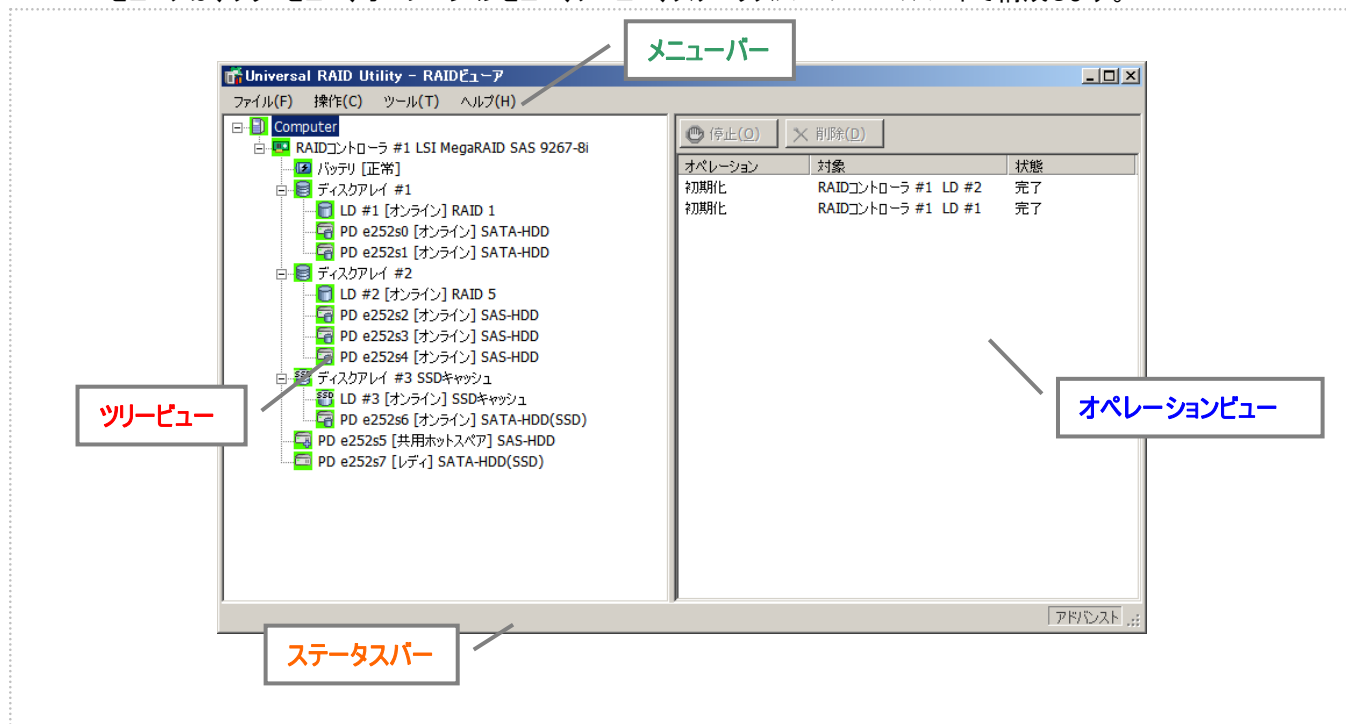 メニューバー
Universal RAID Utility - RAIDビューア
ファイル(F) 操作(C) ツール(T) ヘルプ(H)
Computer
RAIDコントローラ #1 LSI MegaRAID SAS 9267-8i
バッテリ [正常]
ディスクアレイ #1
LD #1 [オンライン] RAID 1
PD e252s0 [オンライン] SATA-HDD
PD e252s1 [オンライン] SATA-HDD
ディスクアレイ #2
LD #2 [オンライン] RAID 5
PD e252s2 [オンライン] SAS-HDD
PD e252s3 [オンライン] SAS-HDD
PD e252s4 [オンライン] SAS-HDD
ディスクアレイ #3 SSDキャッシュ
LD #3 [オンライン] SSDキャッシュ
PD e252s6 [オンライン] SATA-HDD(SSD)
PD e252s5 [共用ホットスペア] SAS-HDD
PD e252s7 [レディ] SATA-HDD(SSD)
停止(O) 削除(D)
オペレーション 対象 状態
初期化 RAIDコントローラ #1 LD #2 完了
初期化 RAIDコントローラ #1 LD #1 完了
ツリービュー
オペレーションビュー
アドバンスト
ステータスバー